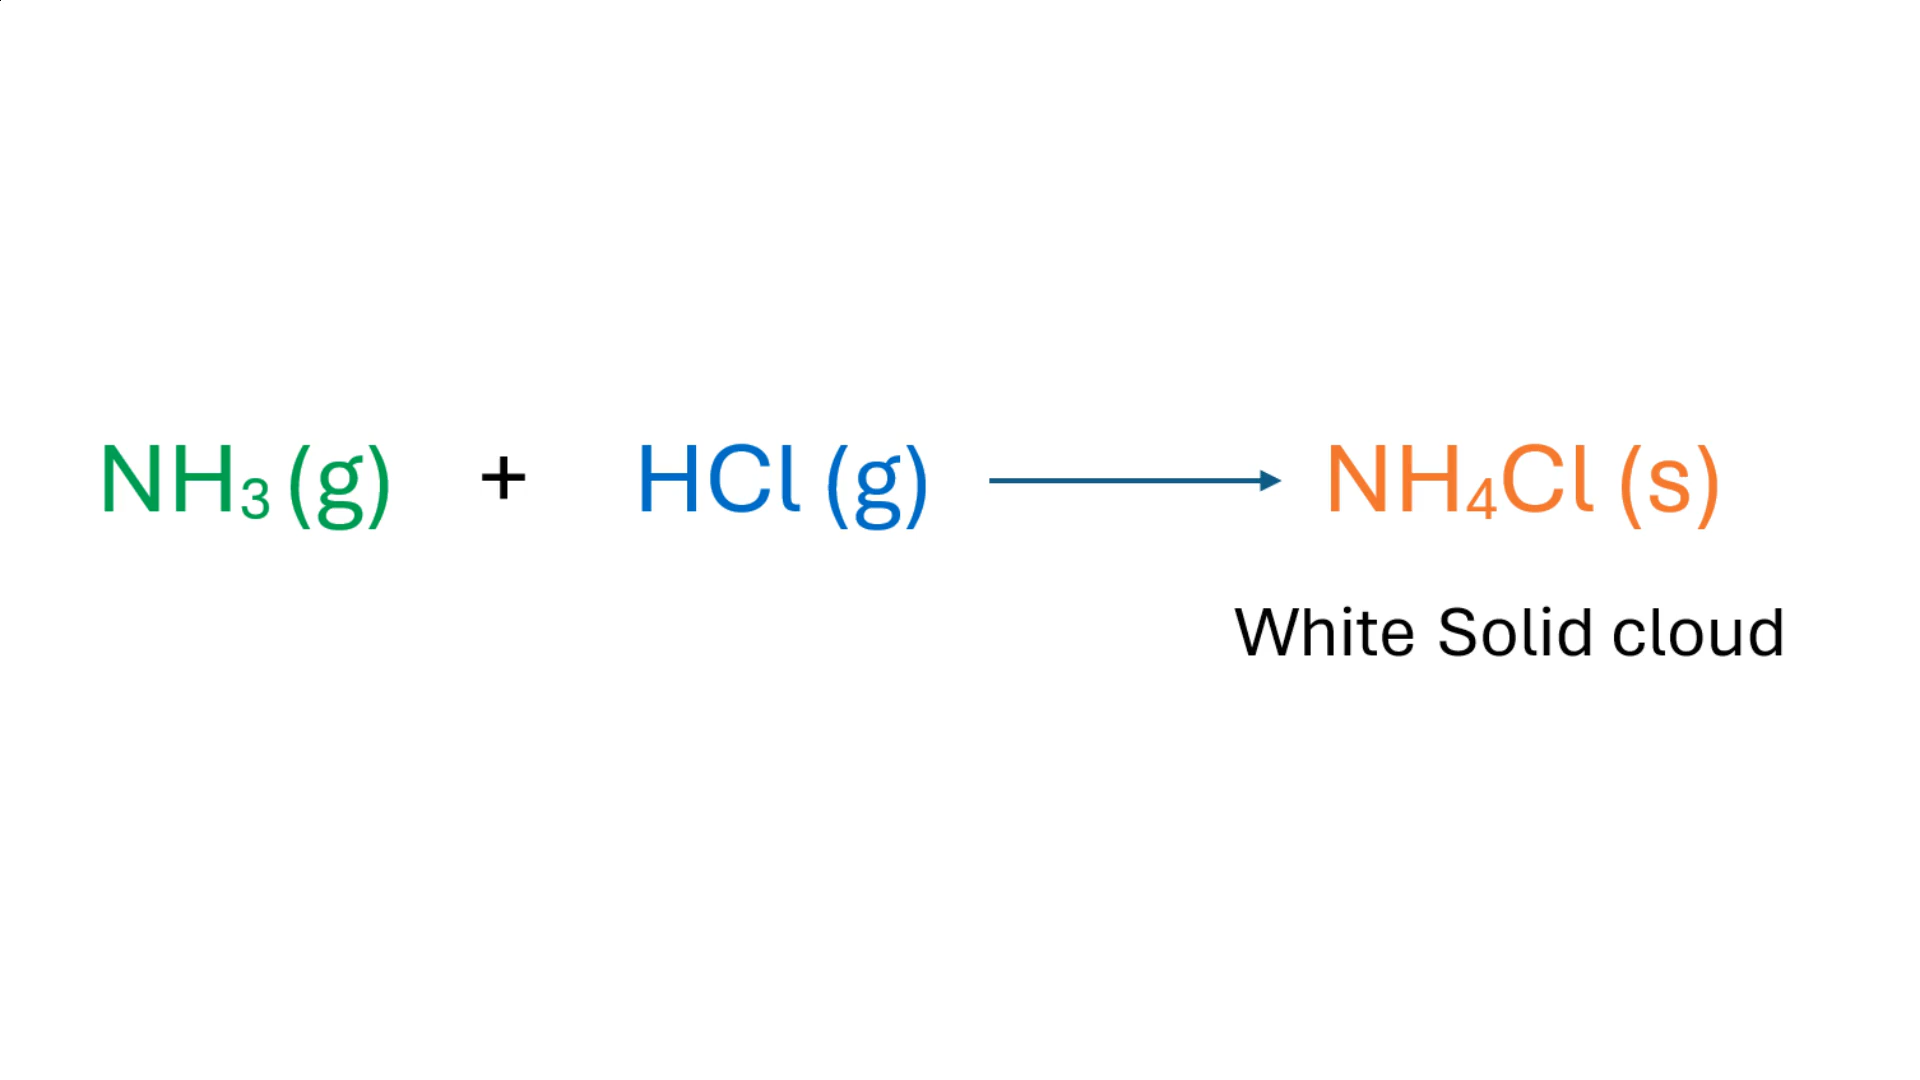 NH₃ (g) + HCl (g) ⟶ NH₄Cl (s)
White Solid cloud